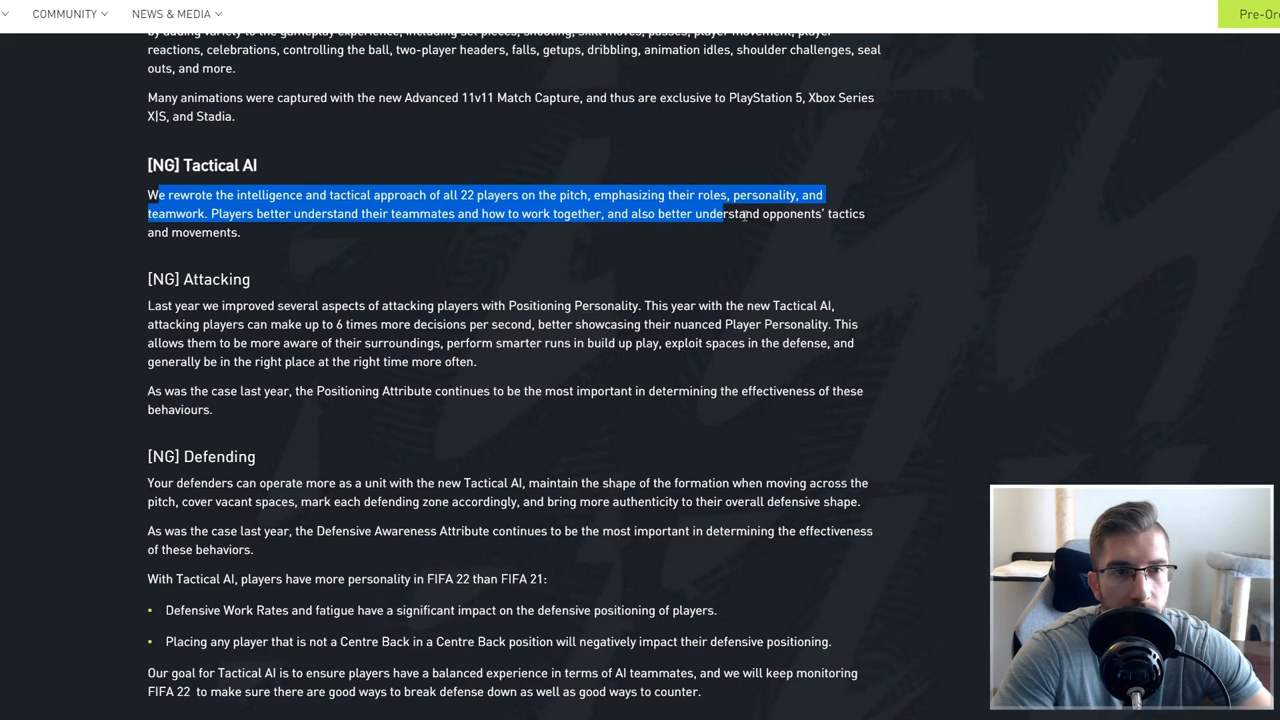 COMMUNITY NEWS & MEDIA Pre-Or
by adding variety to the gameplay experience, including set pieces, shooting, skill moves, passes, player movement, player
reactions, celebrations, controlling the ball, two-player headers, falls, getups, dribbling, animation idles, shoulder challenges, seal
outs, and more.
Many animations were captured with the new Advanced 11v11 Match Capture, and thus are exclusive to PlayStation 5, Xbox Series
X|S, and Stadia.
[NG] Tactical AI
We rewrote the intelligence and tactical approach of all 22 players on the pitch, emphasizing their roles, personality, and
teamwork. Players better understand their teammates and how to work together, and also better understand opponents’ tactics
and movements.
[NG] Attacking
Last year we improved several aspects of attacking players with Positioning Personality. This year with the new Tactical AI,
attacking players can make up to 6 times more decisions per second, better showcasing their nuanced Player Personality. This
allows them to be more aware of their surroundings, perform smarter runs in build up play, exploit spaces in the defense, and
generally be in the right place at the right time more often.
As was the case last year, the Positioning Attribute continues to be the most important in determining the effectiveness of these
behaviours.
[NG] Defending
Your defenders can operate more as a unit with the new Tactical AI, maintain the shape of the formation when moving across the
pitch, cover vacant spaces, mark each defending zone accordingly, and bring more authenticity to their overall defensive shape.
As was the case last year, the Defensive Awareness Attribute continues to be the most important in determining the effectiveness
of these behaviors.
With Tactical AI, players have more personality in FIFA 22 than FIFA 21:
• Defensive Work Rates and fatigue have a significant impact on the defensive positioning of players.
• Placing any player that is not a Centre Back in a Centre Back position will negatively impact their defensive positioning.
Our goal for Tactical AI is to ensure players have a balanced experience in terms of AI teammates, and we will keep monitoring
FIFA 22 to make sure there are good ways to break defense down as well as good ways to counter.